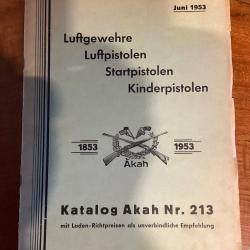 Juni 1953
Luftgewehre
Luftpistolen
Startpistolen
Kinderpistolen
1853 1953
Akah
Katalog Akah Nr. 213
mit Laden-Richtpreisen als unverbindliche Empfehlung